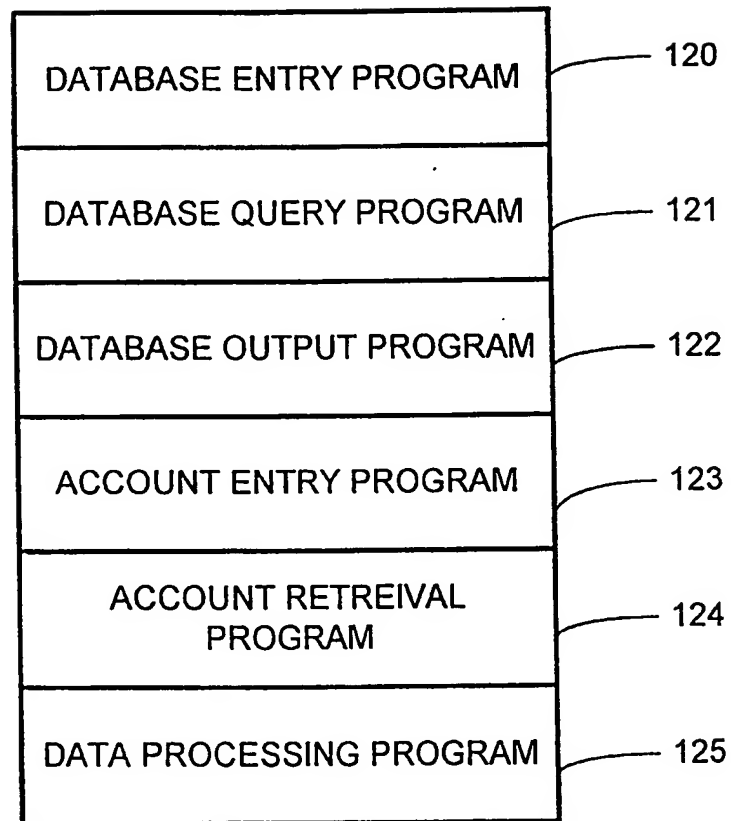 DATABASE ENTRY PROGRAM
120
DATABASE QUERY PROGRAM
121
DATABASE OUTPUT PROGRAM
122
ACCOUNT ENTRY PROGRAM
123
ACCOUNT RETREIVAL
PROGRAM
124
DATA PROCESSING PROGRAM
125